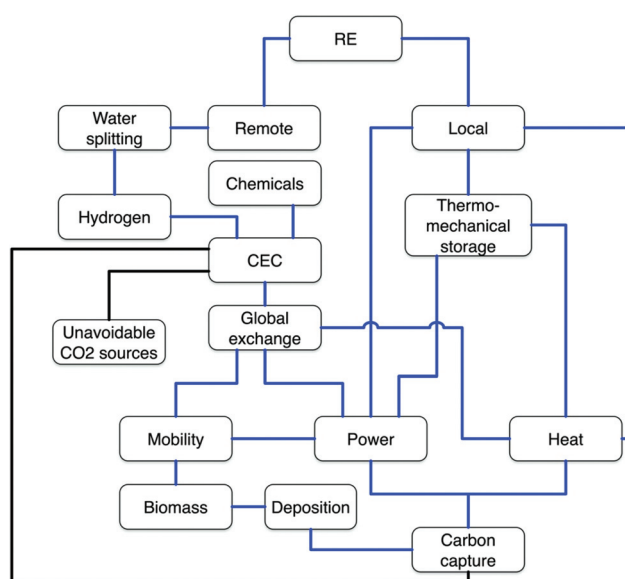 RE
Water
splitting
Remote
Local
Chemicals
Hydrogen
Thermo-
mechanical
storage
CEC
Global
exchange
Unavoidable
CO2 sources
Mobility
Power
Heat
Biomass
Deposition
Carbon
capture